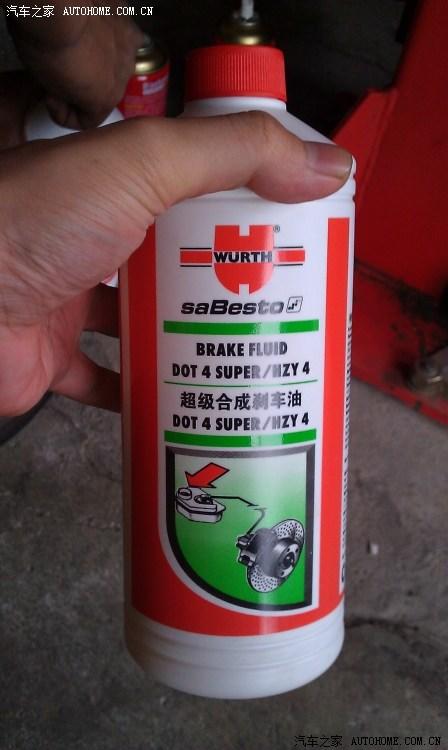 汽车之家 AUTOHOME.COM.CN
WÜRTH®
saBesto
BRAKE FLUID
DOT 4 SUPER/HZY 4
超级合成刹车油
DOT 4 SUPER/HZY 4
汽车之家 AUTOHOME.COM.CN